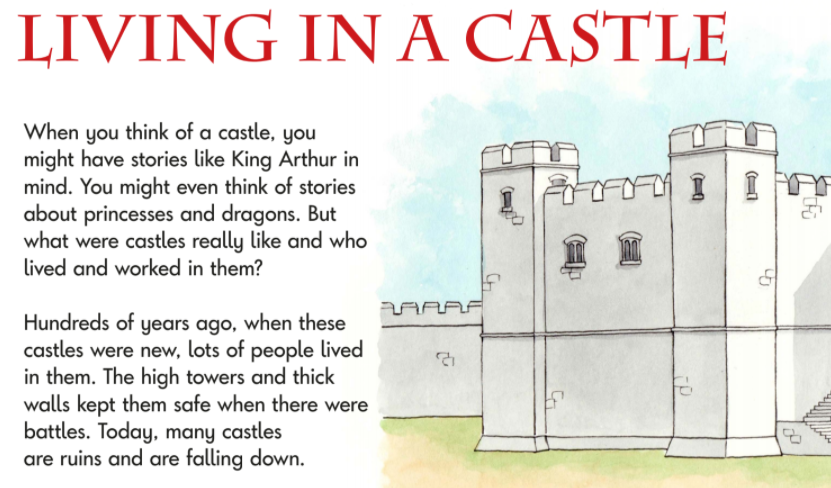 LIVING IN A CASTLE
When you think of a castle, you
might have stories like King Arthur in
mind. You might even think of stories
about princesses and dragons. But
what were castles really like and who
lived and worked in them?
Hundreds of years ago, when these
castles were new, lots of people lived
in them. The high towers and thick
walls kept them safe when there were
battles. Today, many castles
are ruins and are falling down.